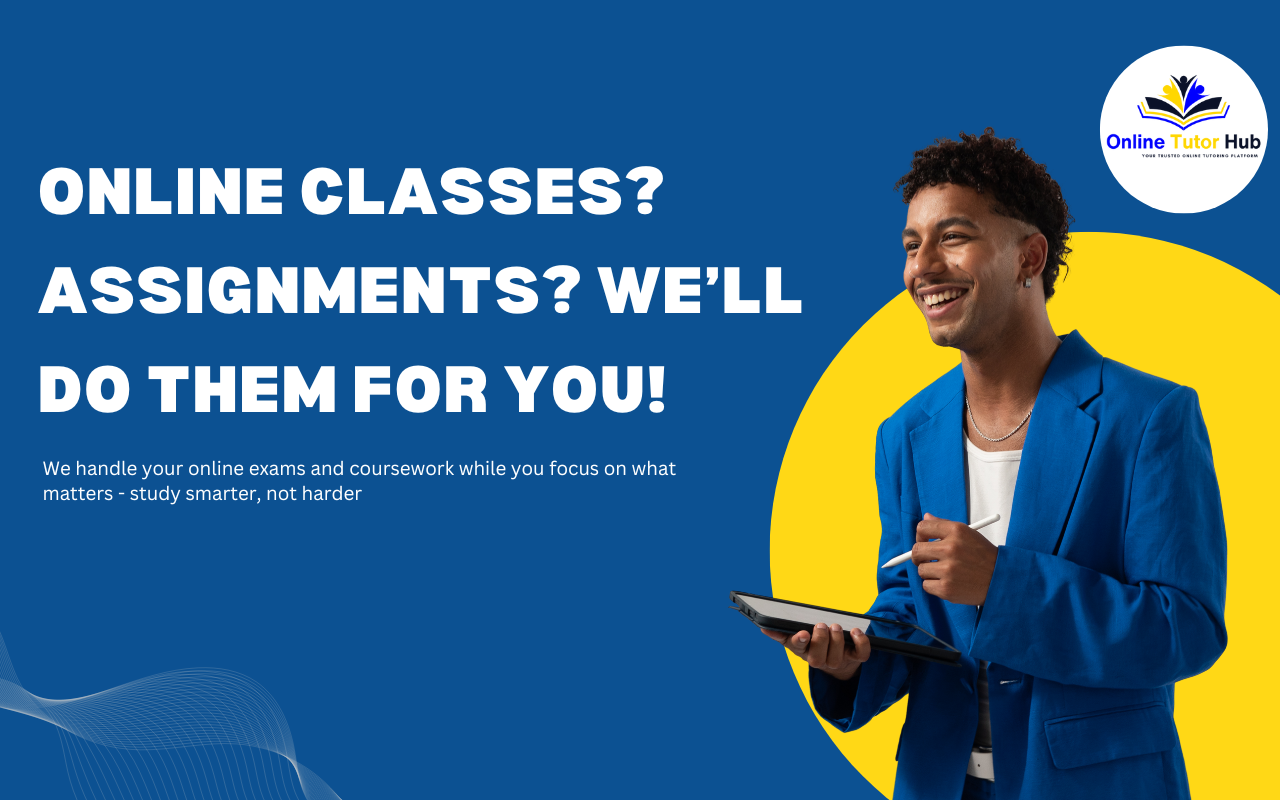 ONLINE CLASSES?
ASSIGNMENTS? WE’LL
DO THEM FOR YOU!
We handle your online exams and coursework while you focus on what
matters - study smarter, not harder
Online Tutor Hub
YOUR TRUSTED ONLINE TUTORING PLATFORM